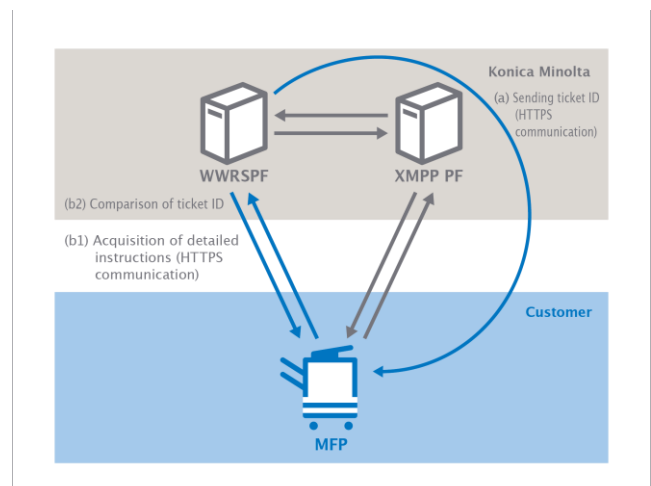 Konica Minolta
(a) Sending ticket ID
(HTTPS
communication)
WWRSPF
XMPP PF
(b2) Comparison of ticket ID
(b1) Acquisition of detailed
instructions (HTTPS
communication)
Customer
MFP